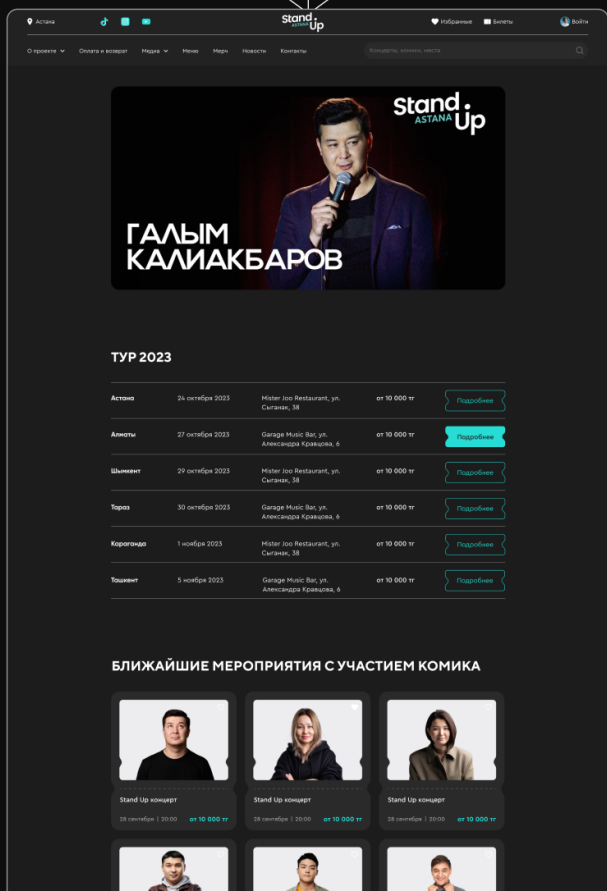 Астана
Stand Up
ASTANA
Избранные
Билеты
Войти
О проекте
Оплата и возврат
Медиа
Меню
Мерч
Новости
Контакты
Концерты, комики, места
Stand Up
ASTANA
ГАЛЫМ
КАЛИАКБАРОВ
ТУР 2023
Астана 24 октября 2023 Mister Joo Restaurant, ул. от 10 000 тг Подробнее
Сыганак, 38
Алматы 27 октября 2023 Garage Music Bar, ул. от 10 000 тг Подробнее
Александра Кравцова, 6
Шымкент 29 октября 2023 Mister Joo Restaurant, ул. от 10 000 тг Подробнее
Сыганак, 38
Тараз 30 октября 2023 Garage Music Bar, ул. от 10 000 тг Подробнее
Александра Кравцова, 6
Караганда 1 ноября 2023 Mister Joo Restaurant, ул. от 10 000 тг Подробнее
Сыганак, 38
Ташкент 5 ноября 2023 Garage Music Bar, ул. от 10 000 тг Подробнее
Александра Кравцова, 6
БЛИЖАЙШИЕ МЕРОПРИЯТИЯ С УЧАСТИЕМ КОМИКА
Stand Up концерт
28 сентября | 20:00 от 10 000 тг
Stand Up концерт
28 сентября | 20:00 от 10 000 тг
Stand Up концерт
28 сентября | 20:00 от 10 000 тг